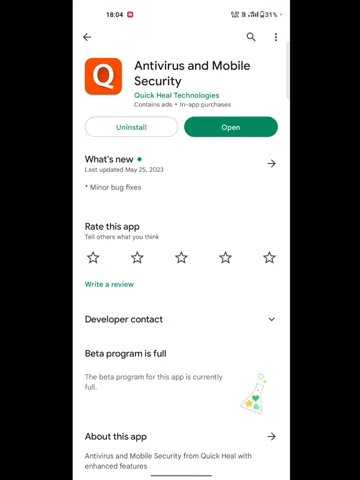 18:04
31%
Q
Antivirus and Mobile
Security
Quick Heal Technologies
Contains ads • In-app purchases
Uninstall
Open
What's new
Last updated May 25, 2023
* Minor bug fixes
Rate this app
Tell others what you think
Write a review
Developer contact
Beta program is full
The beta program for this app is currently
full.
About this app
Antivirus and Mobile Security from Quick Heal with
enhanced features